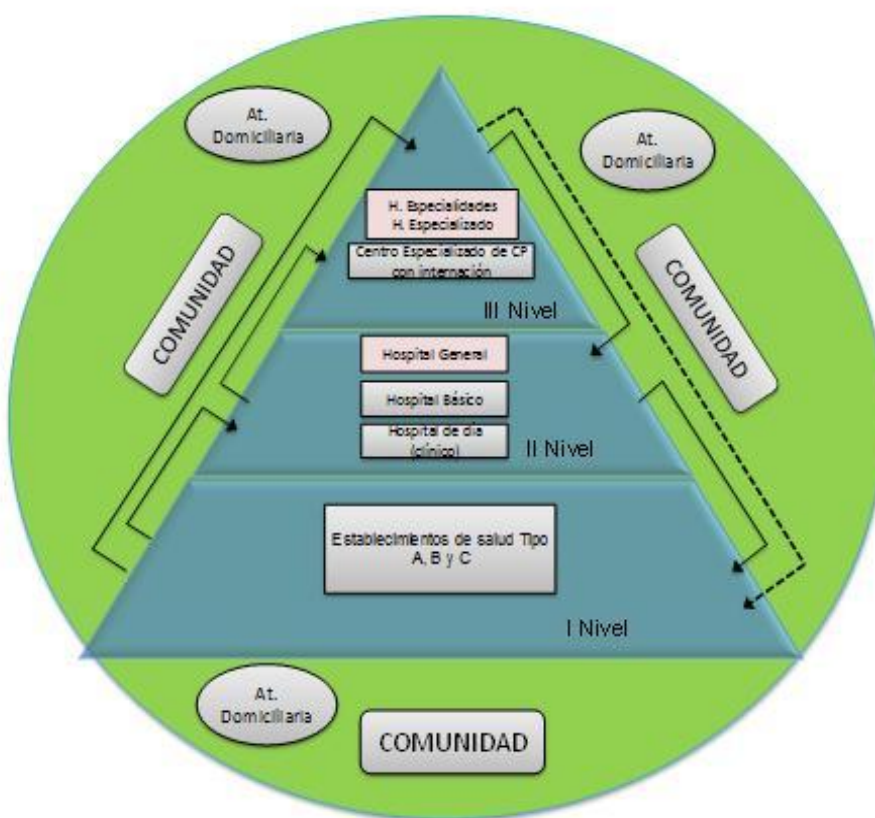 At.
Domiciliaria
At.
Domiciliaria
COMUNIDAD
COMUNIDAD
H. Especialidades
H. Especializado
Centro Especializado de CP
con internación
III Nivel
Hospital General
Hospital Básico
Hospital de día
(clínico)
II Nivel
Establecimientos de salud Tipo
A, B y C
I Nivel
At.
Domiciliaria
COMUNIDAD